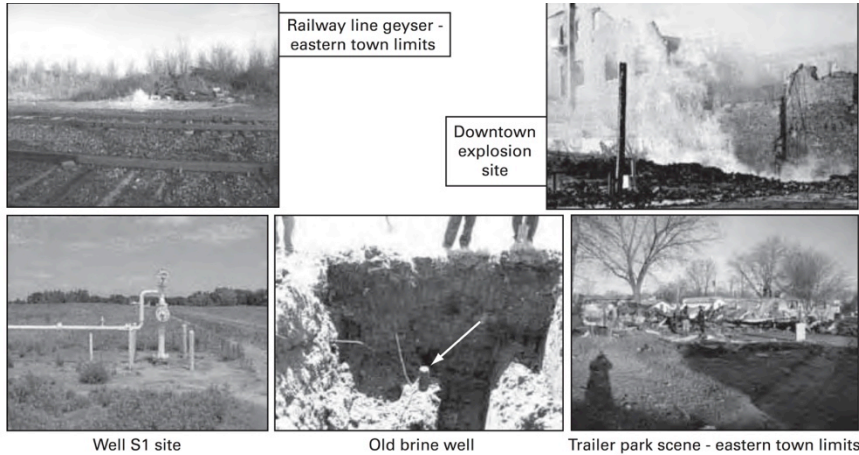 Railway line geyser -
eastern town limits
Downtown
explosion
site
Well S1 site
Old brine well
Trailer park scene - eastern town limits